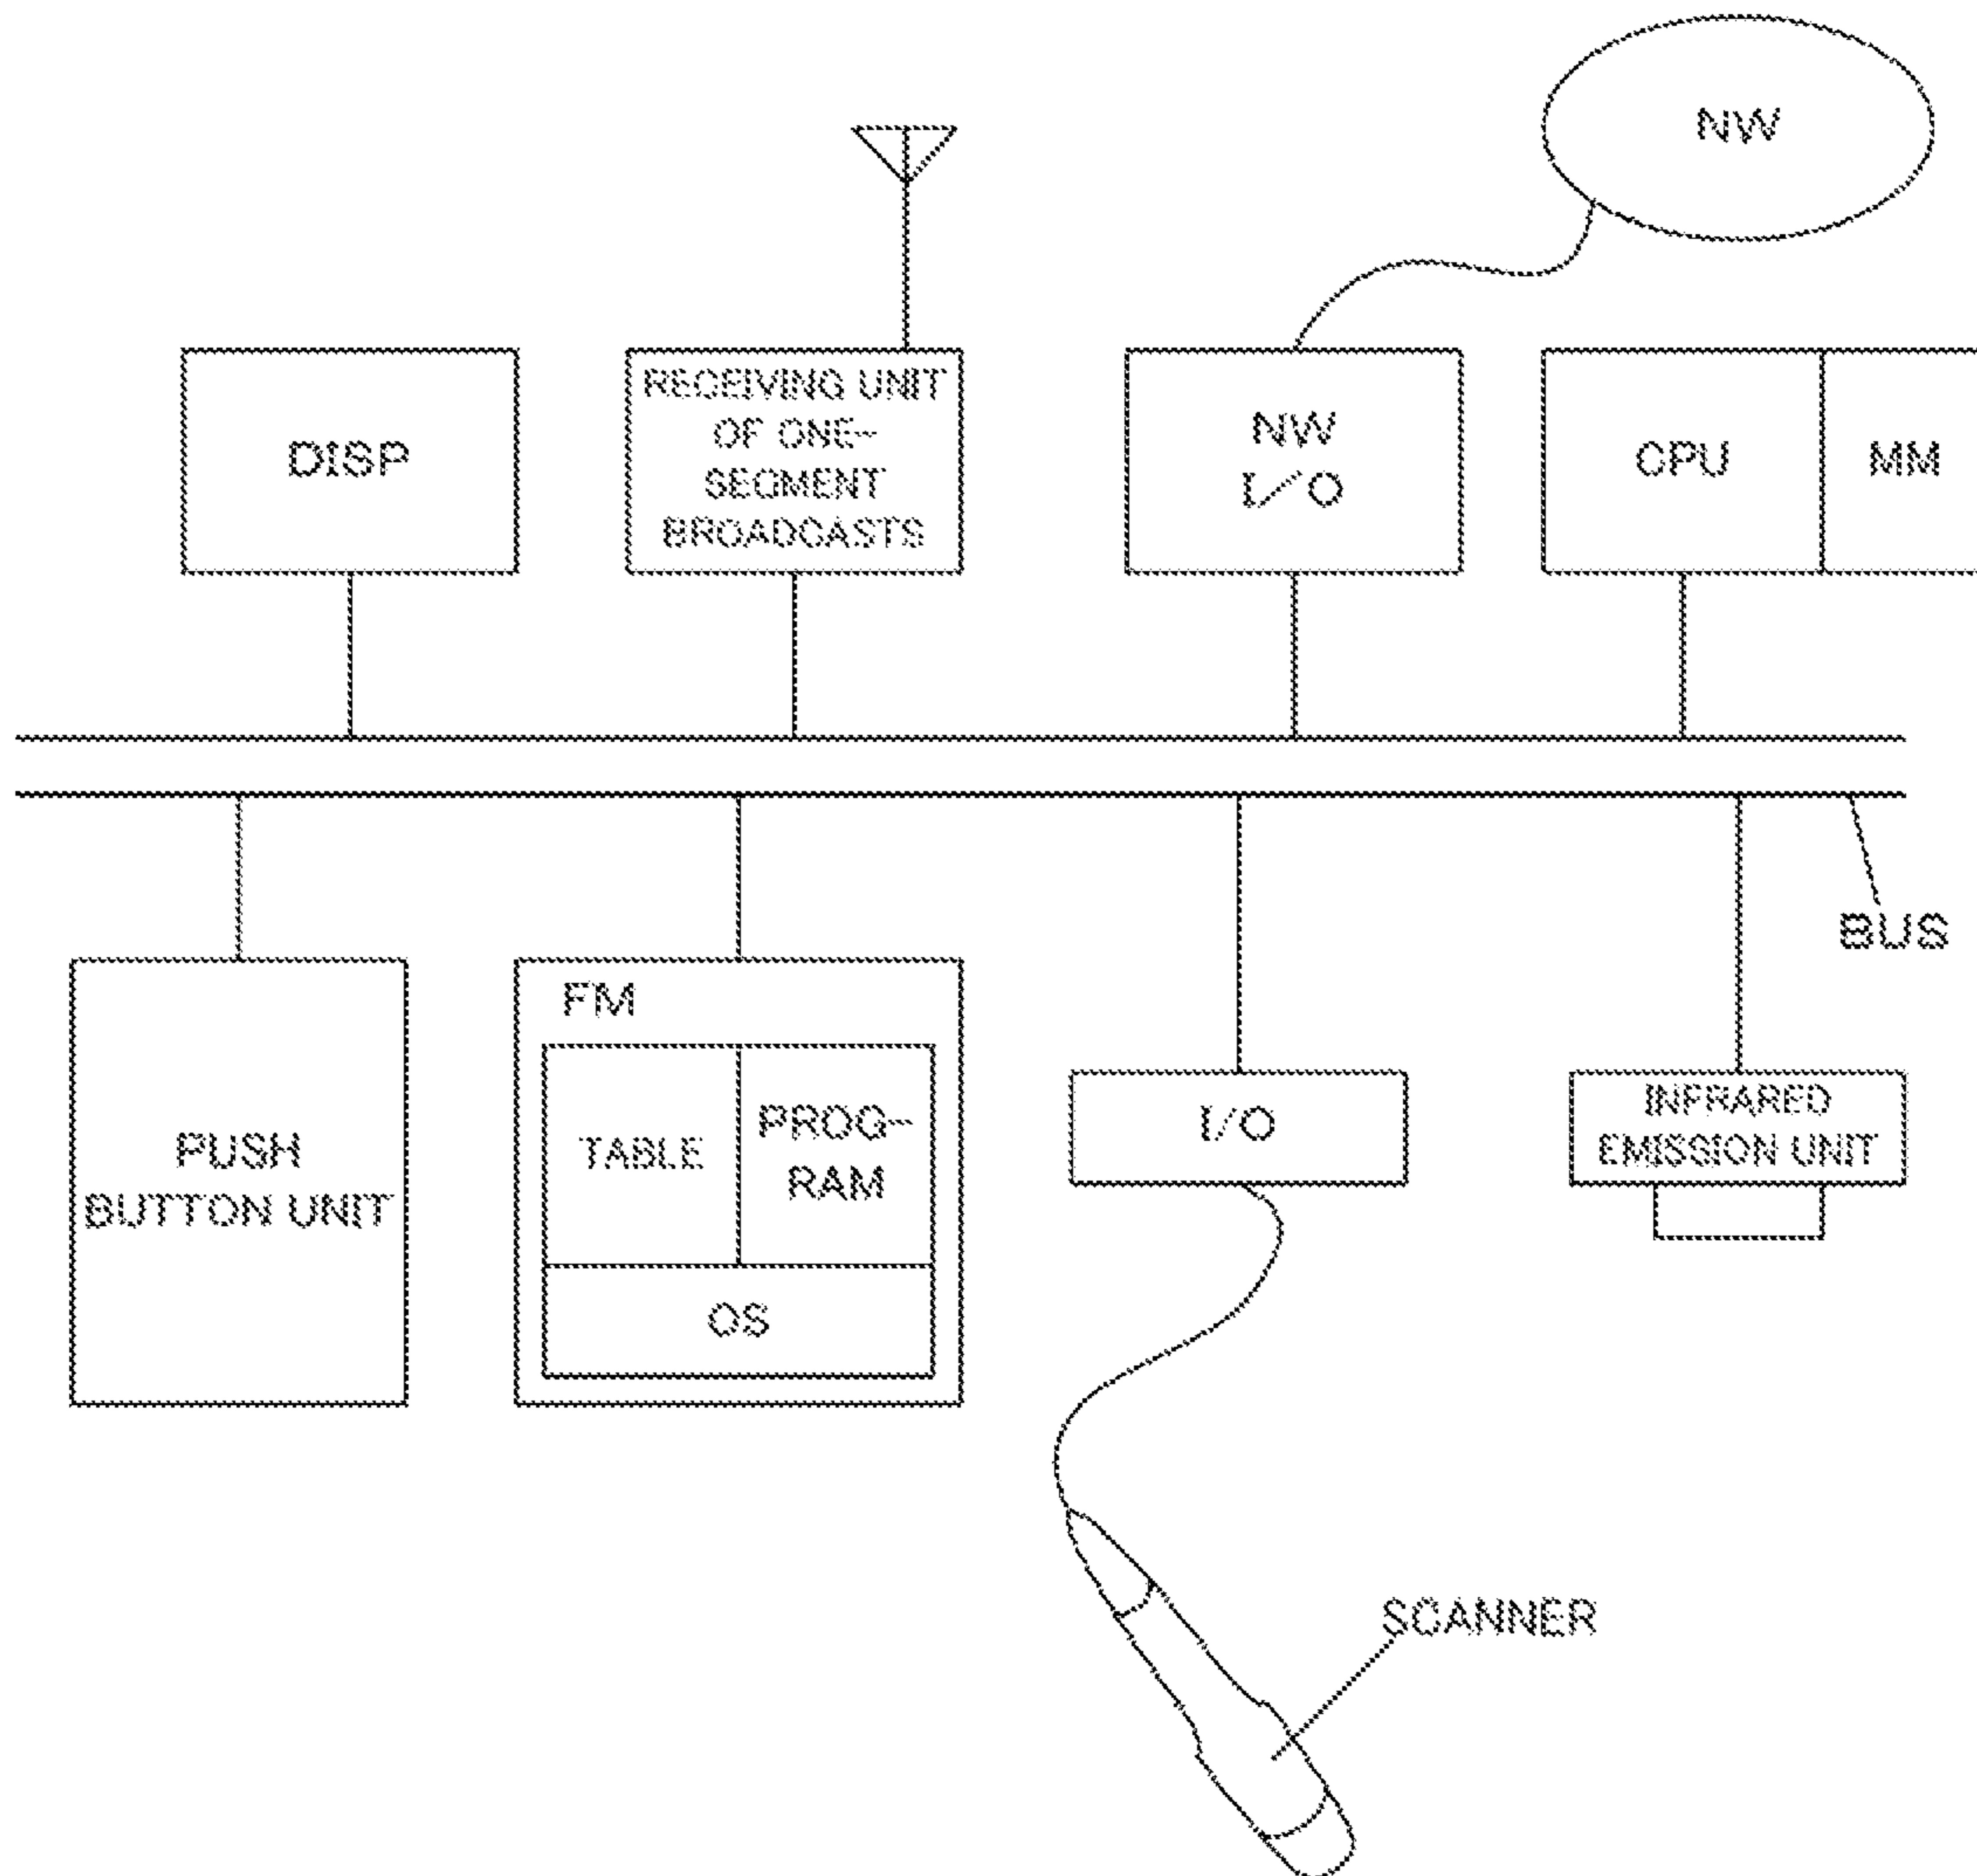 NW
DISP
RECEIVING UNIT
OF ONE-
SEGMENT
BROADCASTS
NW
I/O
CPU
MM
BUS
PUSH
BUTTON UNIT
FM
TABLE
PROG-
RAM
OS
I/O
INFRARED
EMISSION UNIT
SCANNER